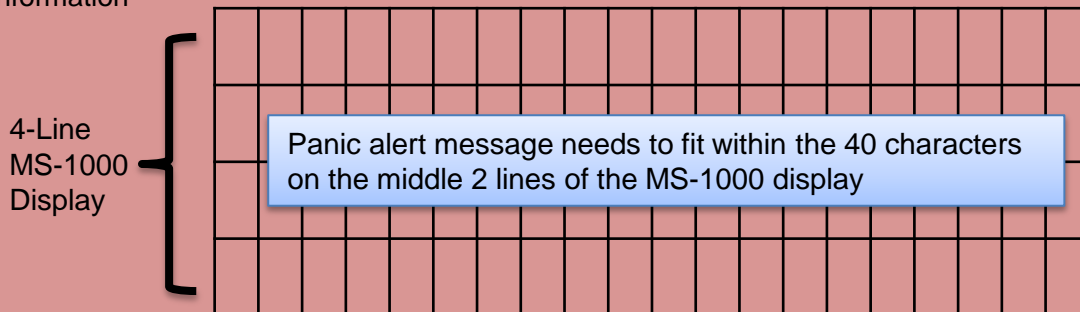 4-Line
MS-1000
Display
Panic alert message needs to fit within the 40 characters
on the middle 2 lines of the MS-1000 display